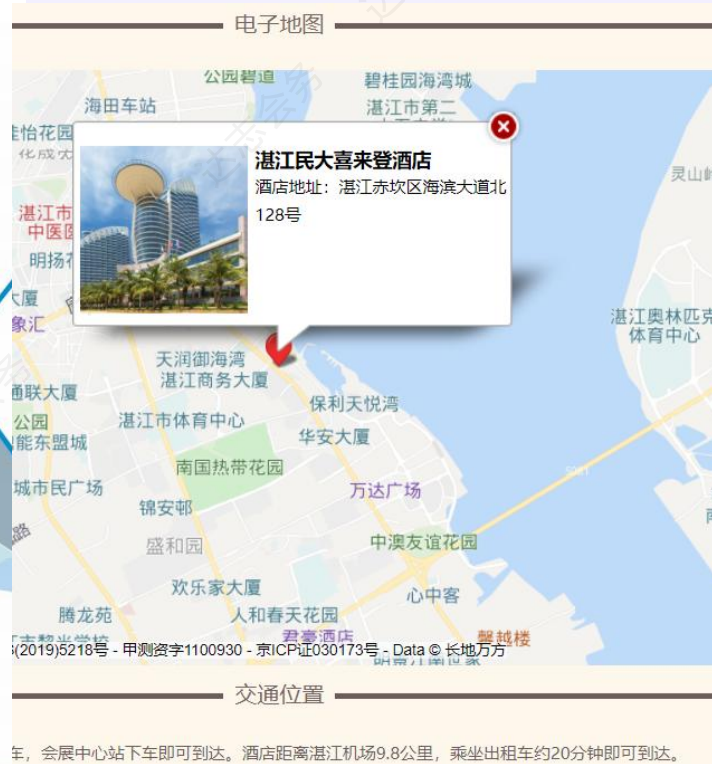 电子地图
公园碧道
碧桂园海湾城
海田车站
湛江市第二
怡花园
湛江民大喜来登酒店
酒店地址：湛江赤坎区海滨大道北
128号
灵山
湛江市
中医
明扬
大厦
象汇
湛江奥林匹克
体育中心
天润御海湾
湛江商务大厦
通联大厦
保利天悦湾
公园
湛江市体育中心
能东盟城
华安大厦
南国热带花园
城市民广场
万达广场
锦安邨
盛和园
中澳友谊花园
欢乐家大厦
心中客
腾龙苑
人和春天花园
君豪酒店
馨越楼
(2019)5218号 - 甲测资字1100930 - 京ICP证030173号 - Data © 长地万方
交通位置
车，会展中心站下车即可到达。酒店距离湛江机场9.8公里，乘坐出租车约20分钟即可到达。